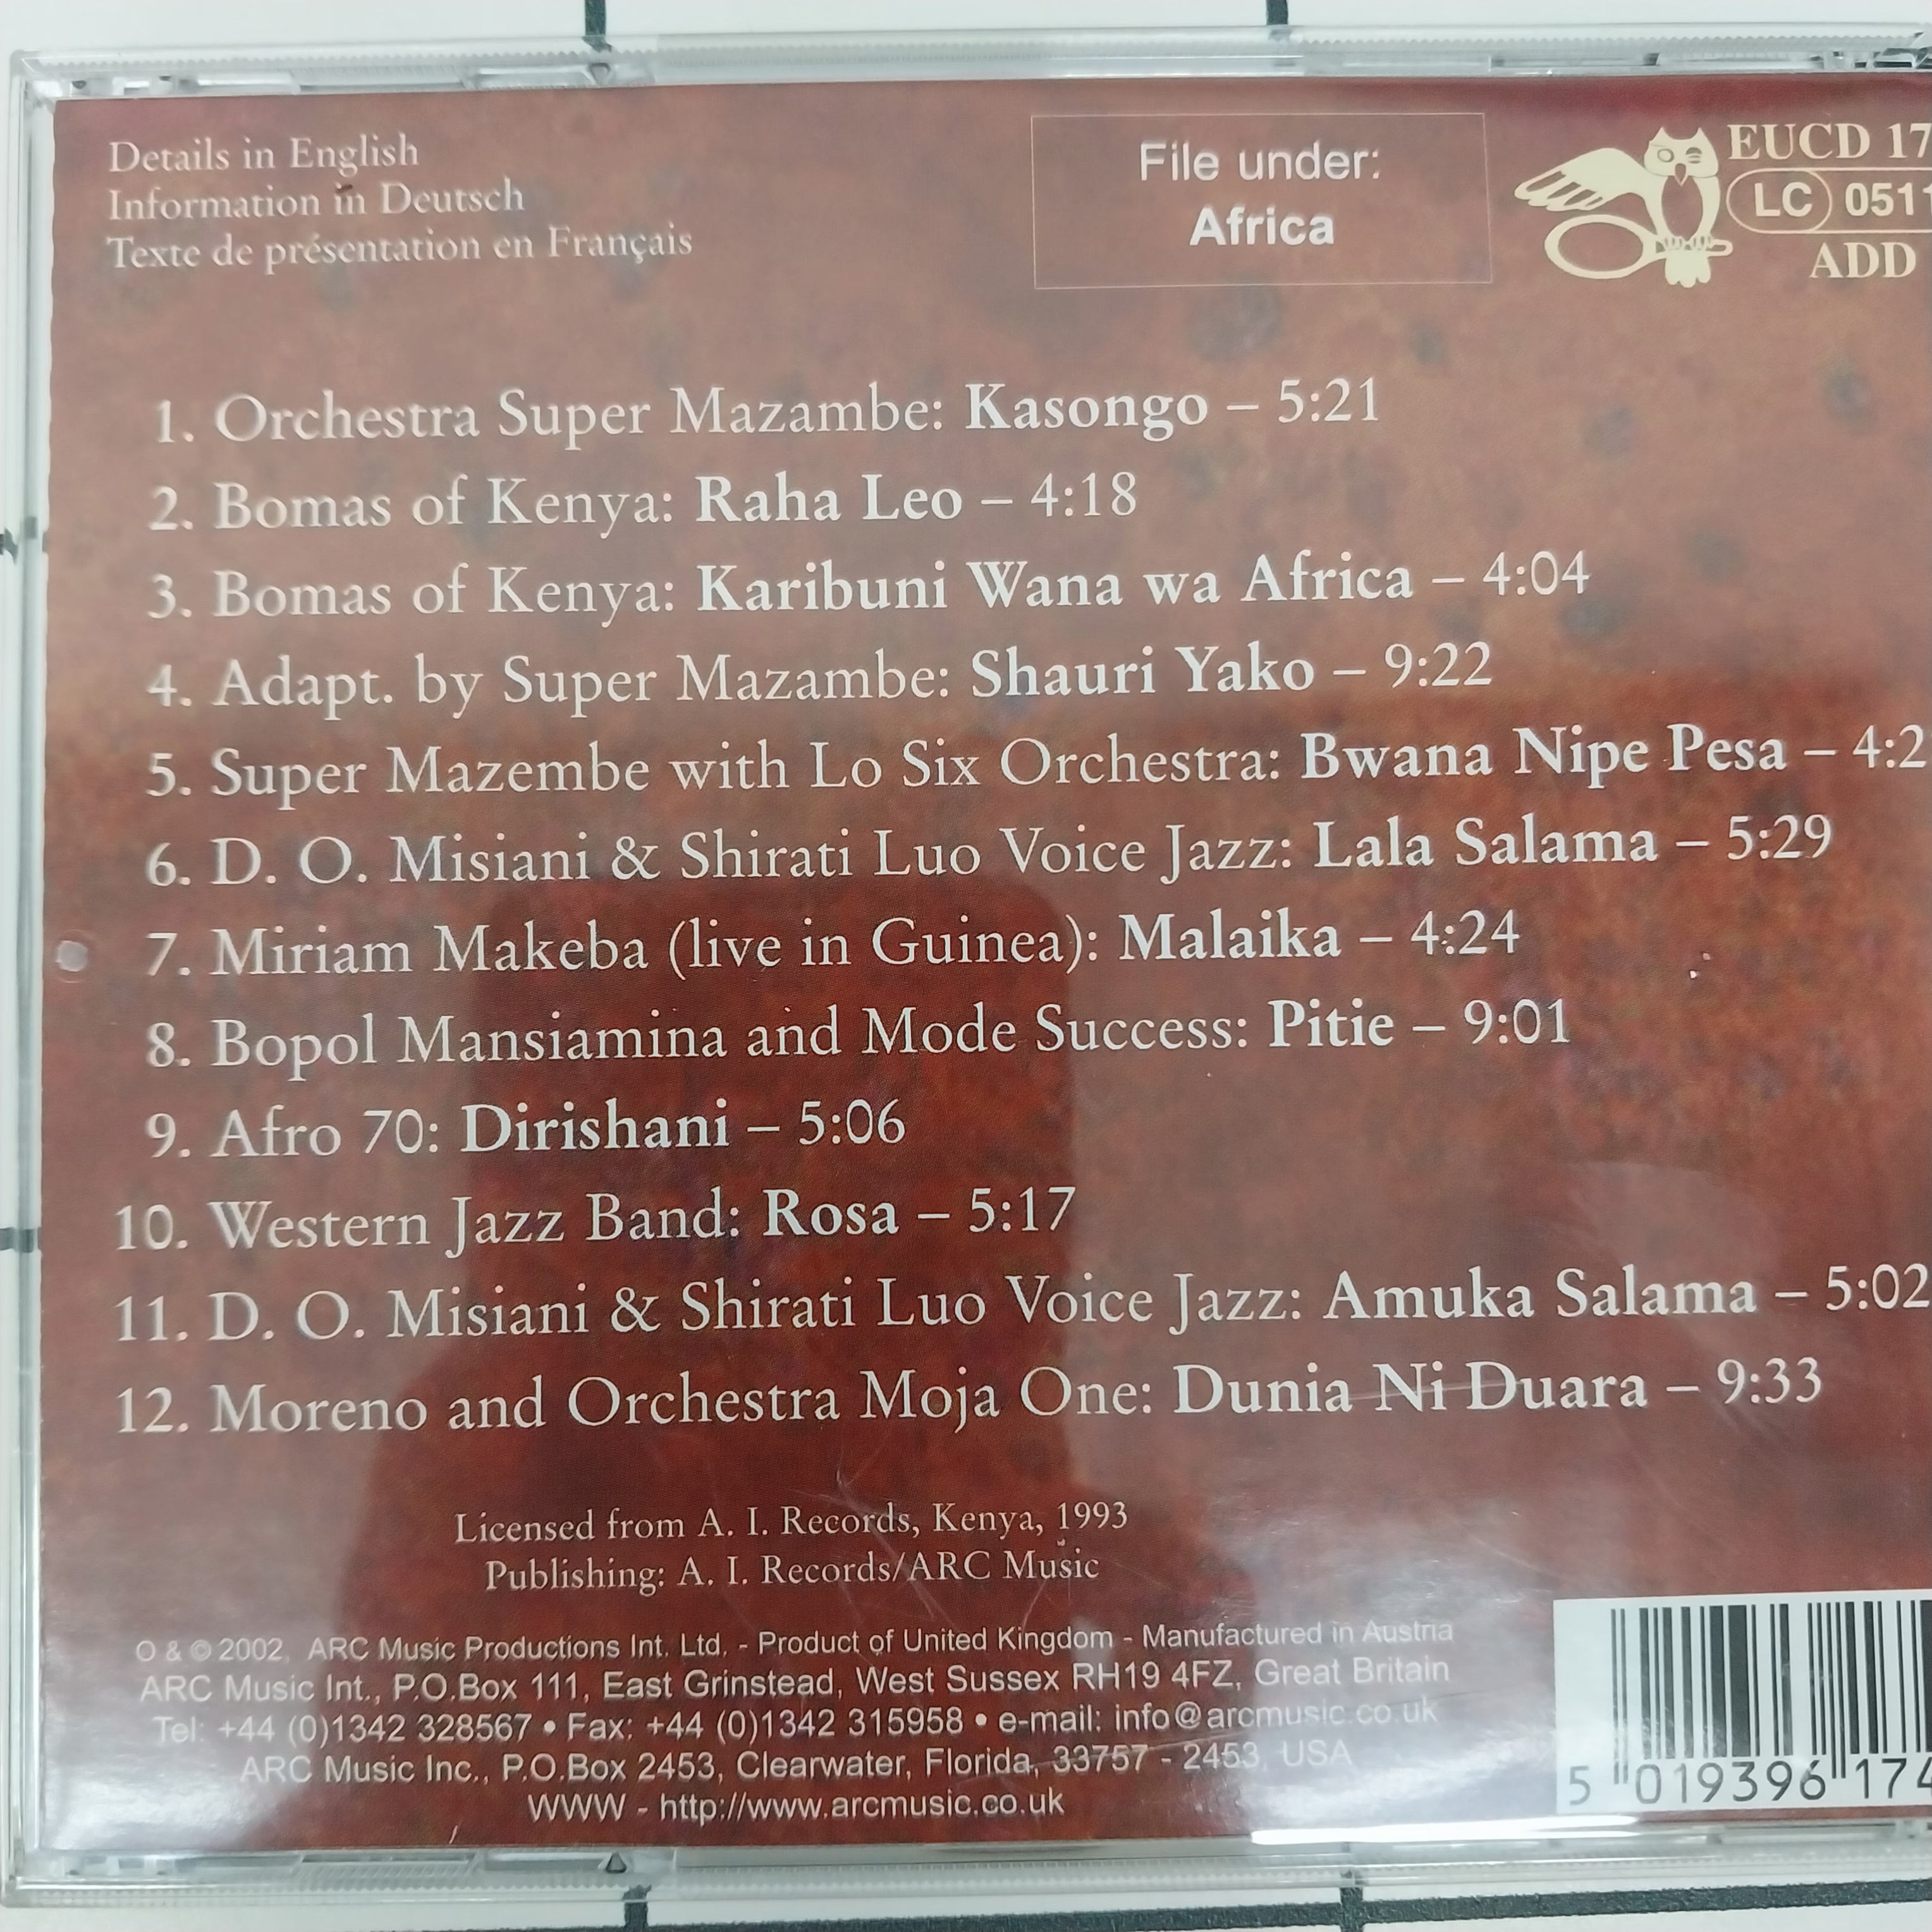 Details in English
Information in Deutsch
Texte de présentation en Français
File under:
Africa
EUCD 17
LC 0511
ADD
1. Orchestra Super Mazambe: Kasongo – 5:21
2. Bomas of Kenya: Raha Leo – 4:18
3. Bomas of Kenya: Karibuni Wana wa Africa – 4:04
4. Adapt. by Super Mazambe: Shauri Yako – 9:22
5. Super Mazembe with Lo Six Orchestra: Bwana Nipe Pesa – 4:2
6. D. O. Misiani & Shirati Luo Voice Jazz: Lala Salama – 5:29
7. Miriam Makeba (live in Guinea): Malaika – 4:24
8. Bopol Mansiamina and Mode Success: Pitie – 9:01
9. Afro 70: Dirishani – 5:06
10. Western Jazz Band: Rosa – 5:17
11. D. O. Misiani & Shirati Luo Voice Jazz: Amuka Salama – 5:02
12. Moreno and Orchestra Moja One: Dunia Ni Duara – 9:33
Licensed from A. I. Records, Kenya, 1993
Publishing: A. I. Records/ARC Music
O & © 2002, ARC Music Productions Int. Ltd. - Product of United Kingdom - Manufactured in Austria
ARC Music Int., P.O.Box 111, East Grinstead, West Sussex RH19 4FZ, Great Britain
Tel: +44 (0)1342 328567 • Fax: +44 (0)1342 315958 • e-mail: info@arcmusic.co.uk
ARC Music Inc., P.O.Box 2453, Clearwater, Florida, 33757 - 2453, USA
WWW - http://www.arcmusic.co.uk
5 019396 174